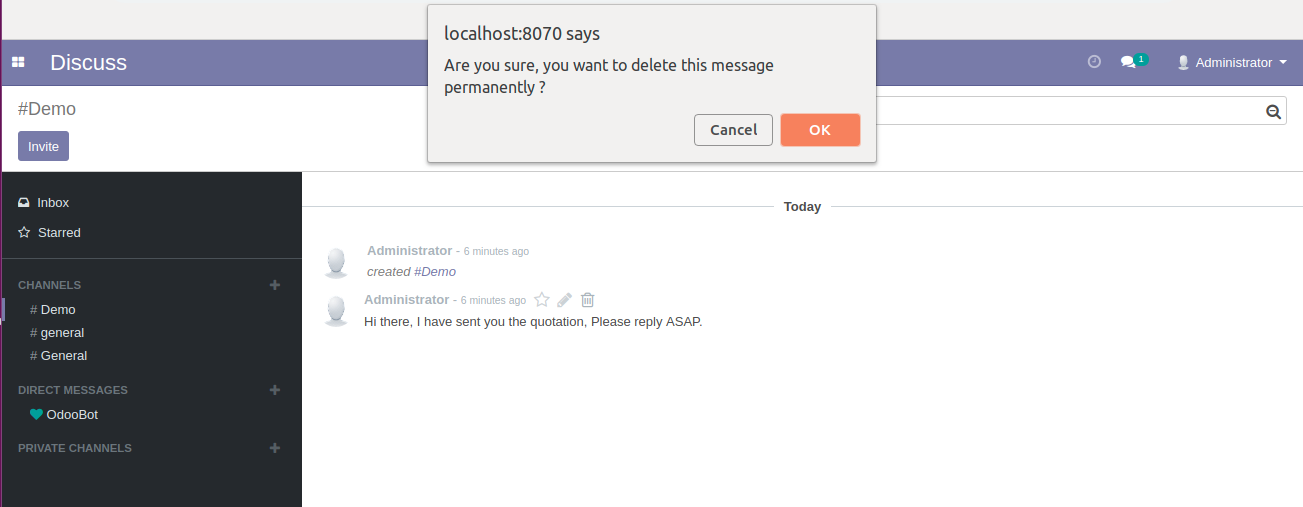 localhost:8070 says
Are you sure, you want to delete this message
permanently ?
Cancel OK
Discuss
1 Administrator
#Demo
Invite
Inbox
Starred
CHANNELS
# Demo
# general
# General
DIRECT MESSAGES
OdooBot
PRIVATE CHANNELS
Today
Administrator - 6 minutes ago
created #Demo
Administrator - 6 minutes ago
Hi there, I have sent you the quotation, Please reply ASAP.